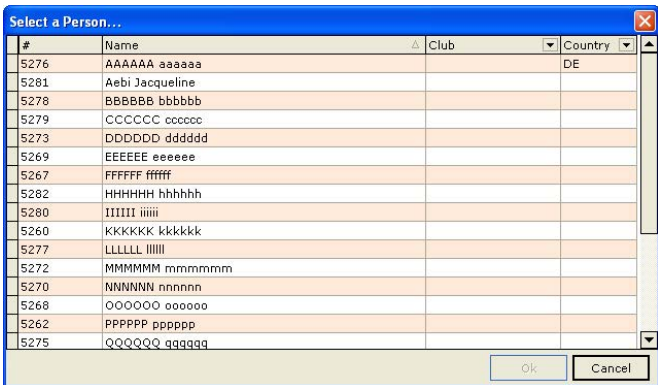 Select a Person...
# Name Club Country
5276 AAAAAA aaaaaa DE
5281 Aebi Jacqueline
5278 BBBBBB bbbbbb
5279 CCCCCC cccccc
5273 DDDDDD dddddd
5269 EEEEEE eeeeee
5267 FFFFFF ffffff
5282 HHHHHH hhhhhh
5280 IIIIII iiiiii
5260 KKKKKK kkkkkk
5277 LLLLLL llllll
5272 MMMMMM mmmmmm
5270 NNNNNN nnnnnn
5268 OOOOOO oooooo
5262 PPPPPP pppppp
5275 QQQQQQ qqqqqq
Ok Cancel